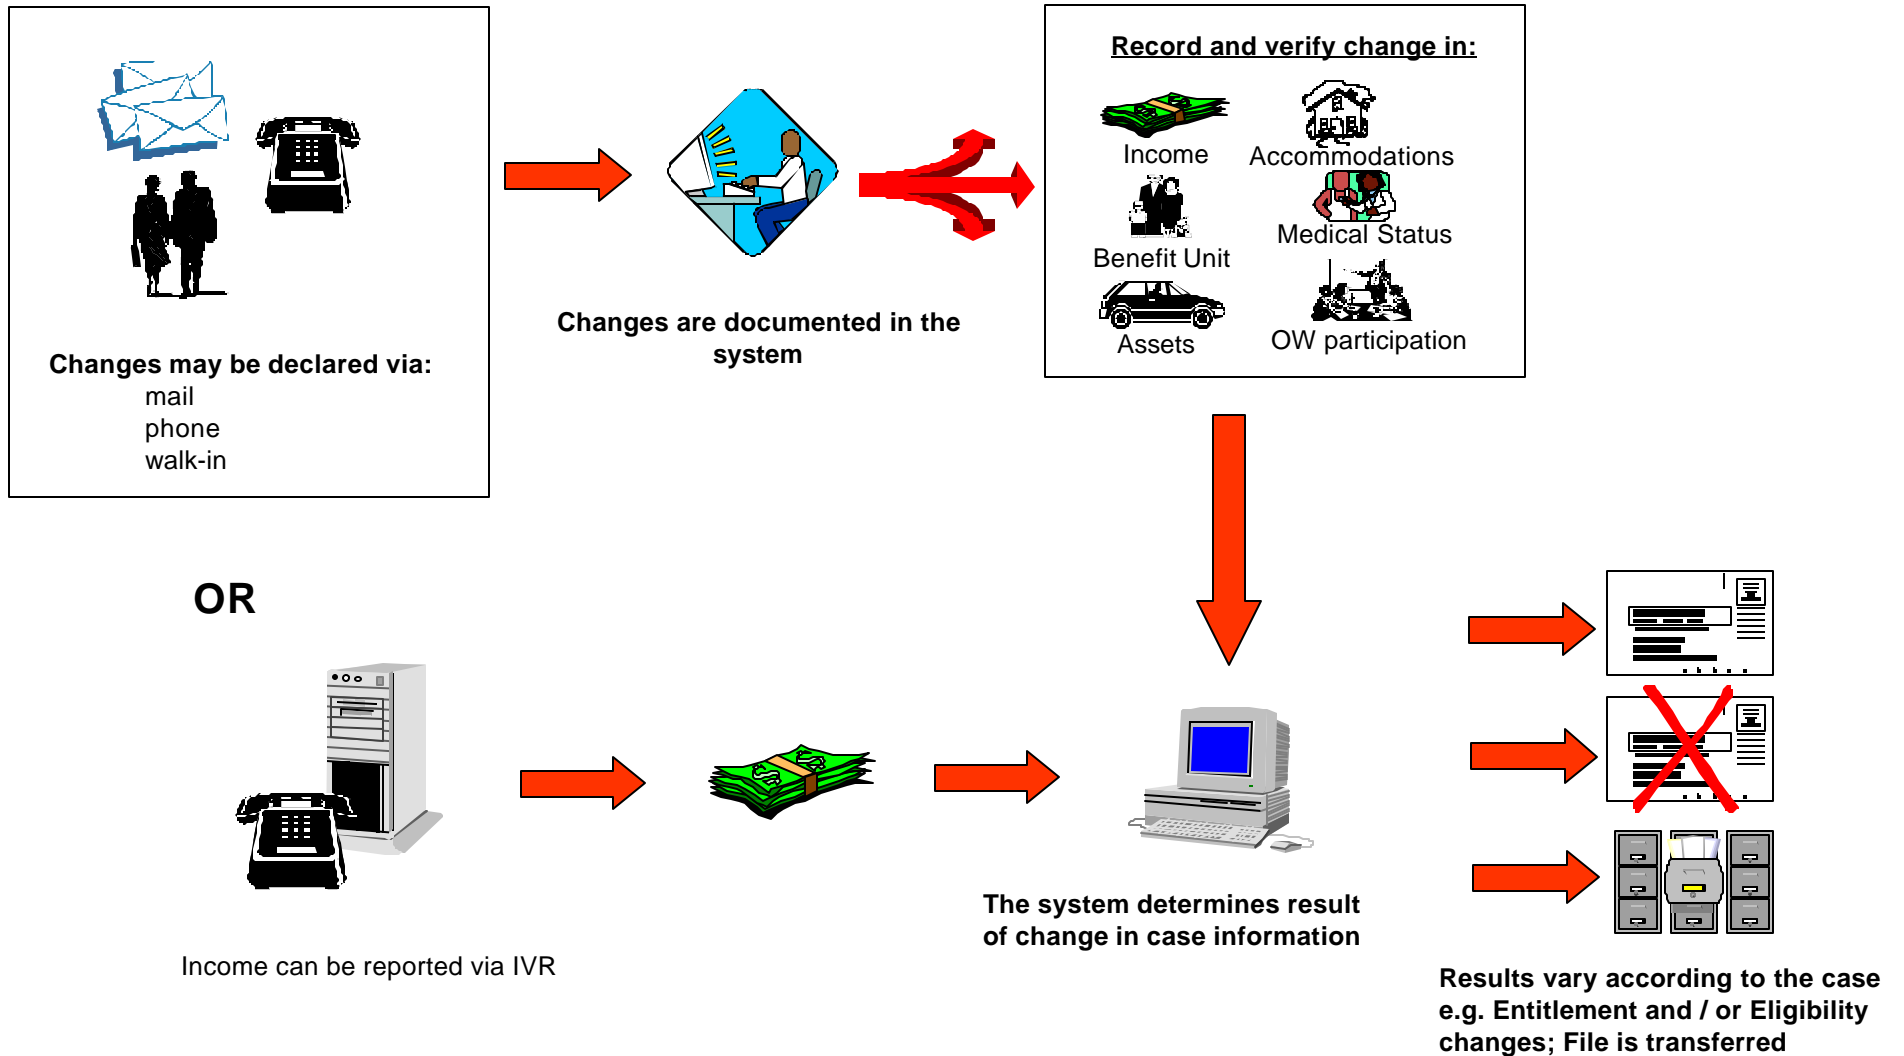 Changes may be declared via:
mail
phone
walk-in
Changes are documented in the
system
Record and verify change in:
Income
Accommodations
Benefit Unit
Medical Status
Assets
OW participation
OR
Income can be reported via IVR
The system determines result
of change in case information
Results vary according to the case
e.g. Entitlement and / or Eligibility
changes; File is transferred